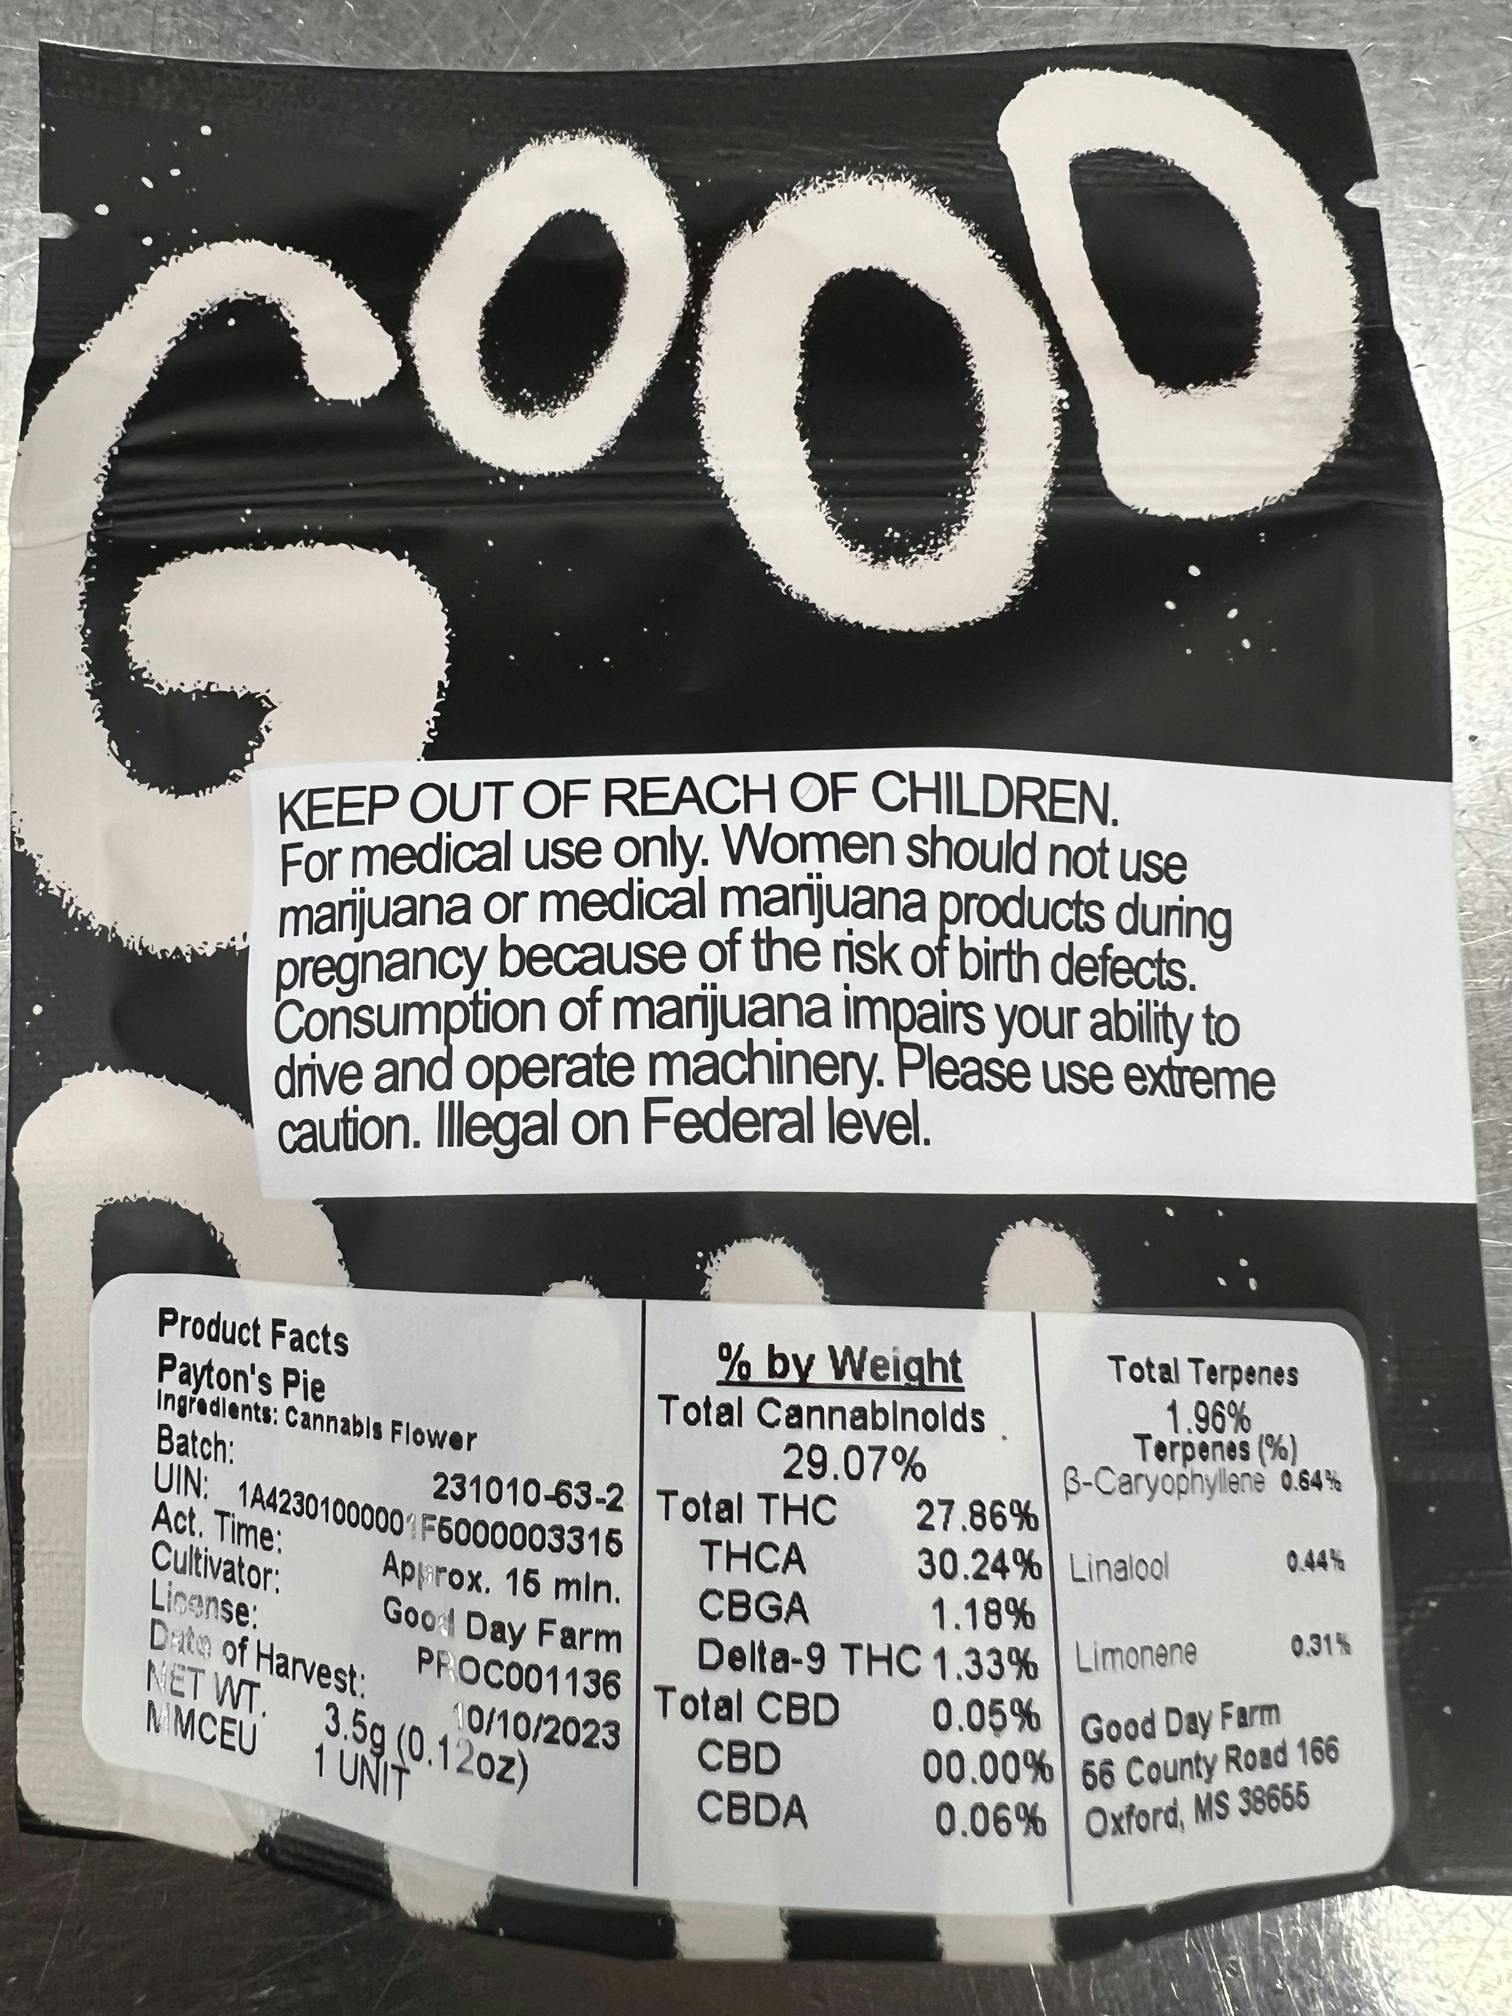 GOOD
D
KEEP OUT OF REACH OF CHILDREN.
For medical use only. Women should not use
marijuana or medical marijuana products during
pregnancy because of the risk of birth defects.
Consumption of marijuana impairs your ability to
drive and operate machinery. Please use extreme
caution. Illegal on Federal level.
Product Facts
Payton's Pie
Ingredients: Cannabis Flower
Batch: 231010-63-2
UIN: 1A42301000001F5000003315
Act. Time: Approx. 15 min.
Cultivator: Good Day Farm
License: PROC001136
Date of Harvest: 10/10/2023
NET WT. 3.5g (0.12oz)
MMCEU 1 UNIT
% by Weight
Total Cannabinoids
29.07%
Total THC 27.86%
THCA 30.24%
CBGA 1.18%
Delta-9 THC 1.33%
Total CBD 0.05%
CBD 00.00%
CBDA 0.06%
Total Terpenes
1.96%
Terpenes (%)
β-Caryophyllene 0.64%
Linalool 0.44%
Limonene 0.31%
Good Day Farm
56 County Road 166
Oxford, MS 38655